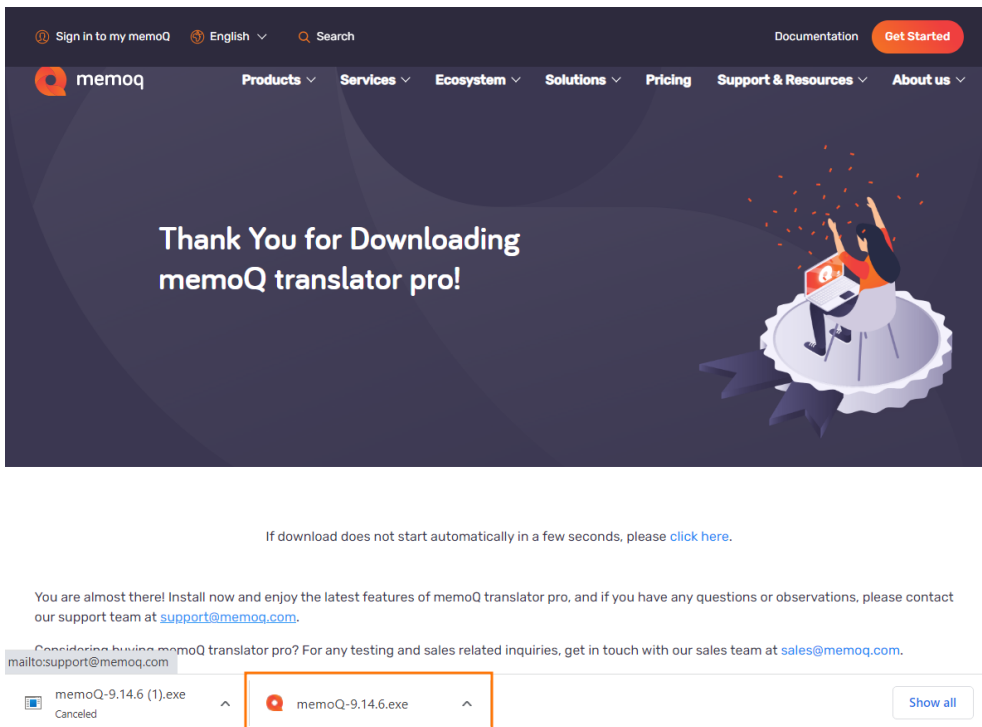 Sign in to my memoQ English Search Documentation Get Started
memoq Products Services Ecosystem Solutions Pricing Support & Resources About us
Thank You for Downloading
memoQ translator pro!
If download does not start automatically in a few seconds, please click here.
You are almost there! Install now and enjoy the latest features of memoQ translator pro, and if you have any questions or observations, please contact
our support team at support@memoq.com.
Considering buying memoQ translator pro? For any testing and sales related inquiries, get in touch with our sales team at sales@memoq.com.
mailto:support@memoq.com
memoQ-9.14.6 (1).exe
Canceled
memoQ-9.14.6.exe
Show all